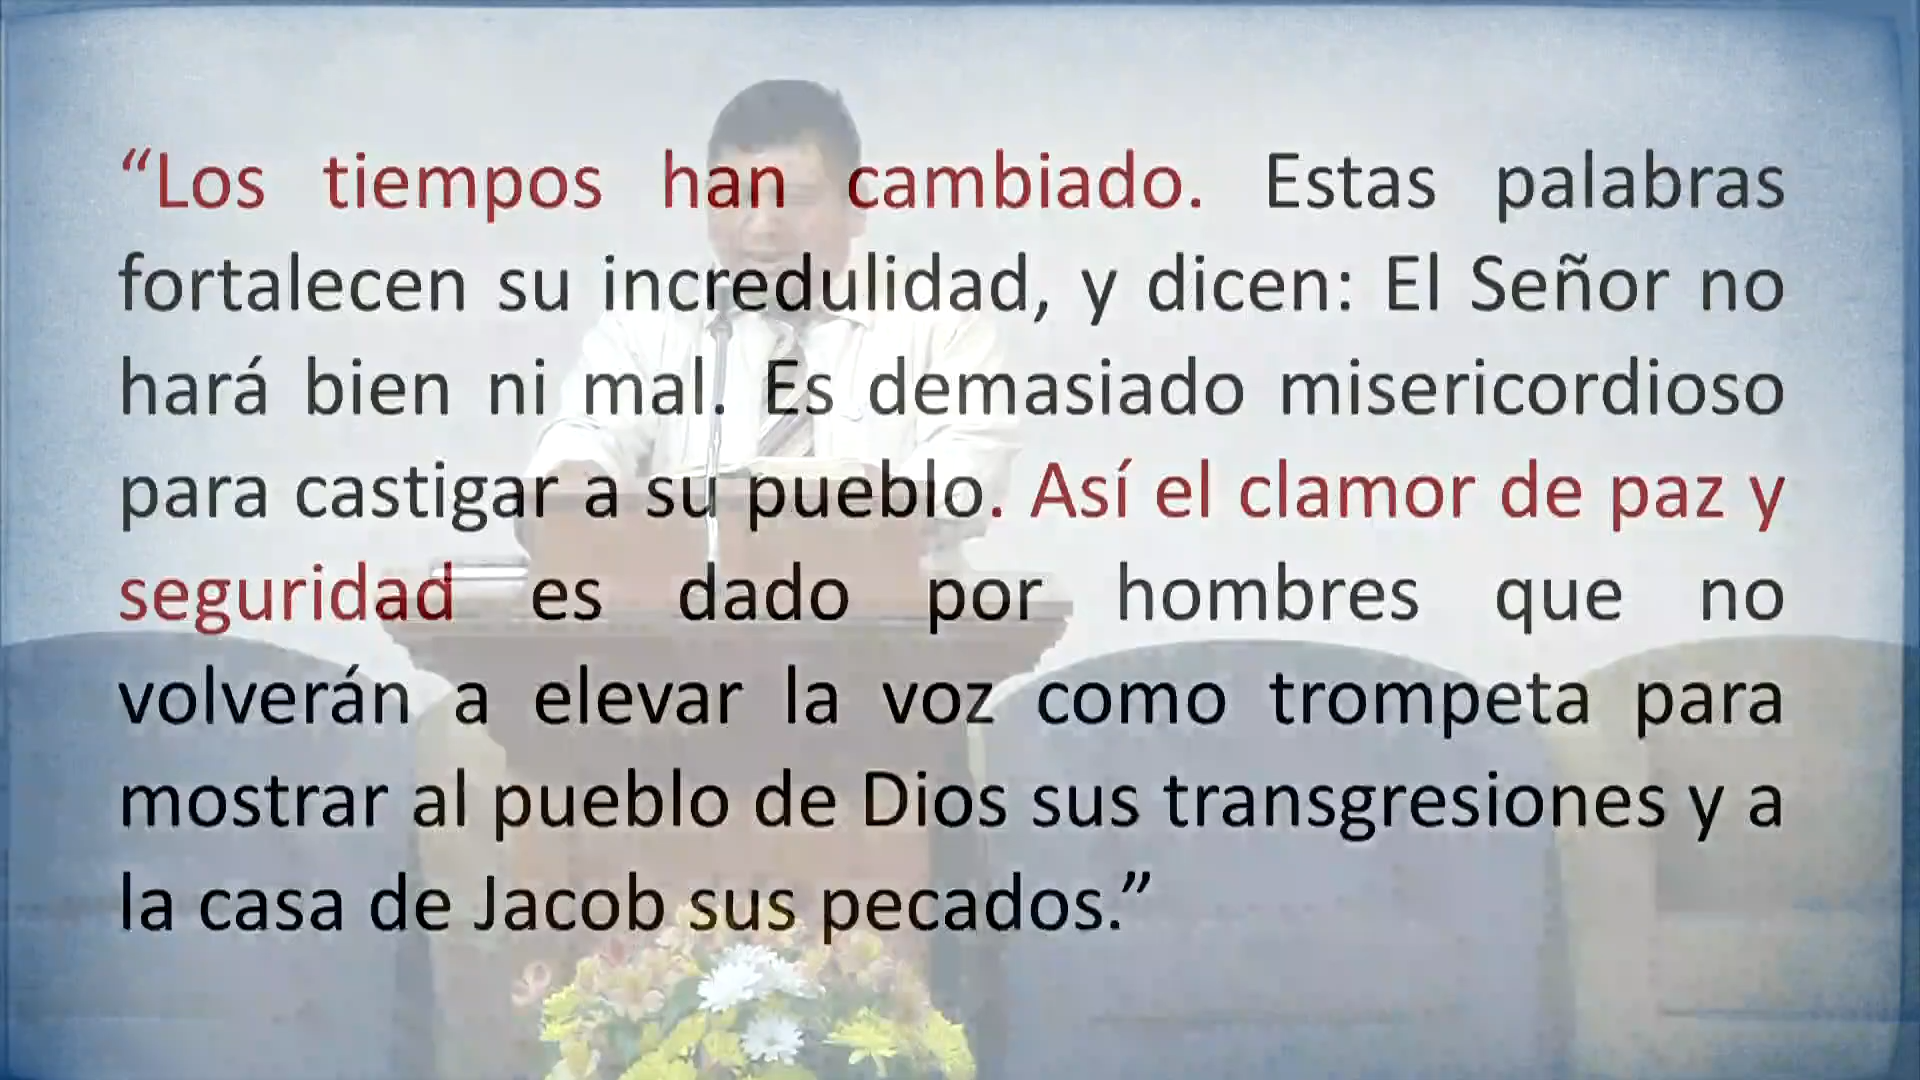 “Los tiempos han cambiado. Estas palabras
fortalecen su incredulidad, y dicen: El Señor no
hará bien ni mal. Es demasiado misericordioso
para castigar a su pueblo. Así el clamor de paz y
seguridad es dado por hombres que no
volverán a elevar la voz como trompeta para
mostrar al pueblo de Dios sus transgresiones y a
la casa de Jacob sus pecados.”